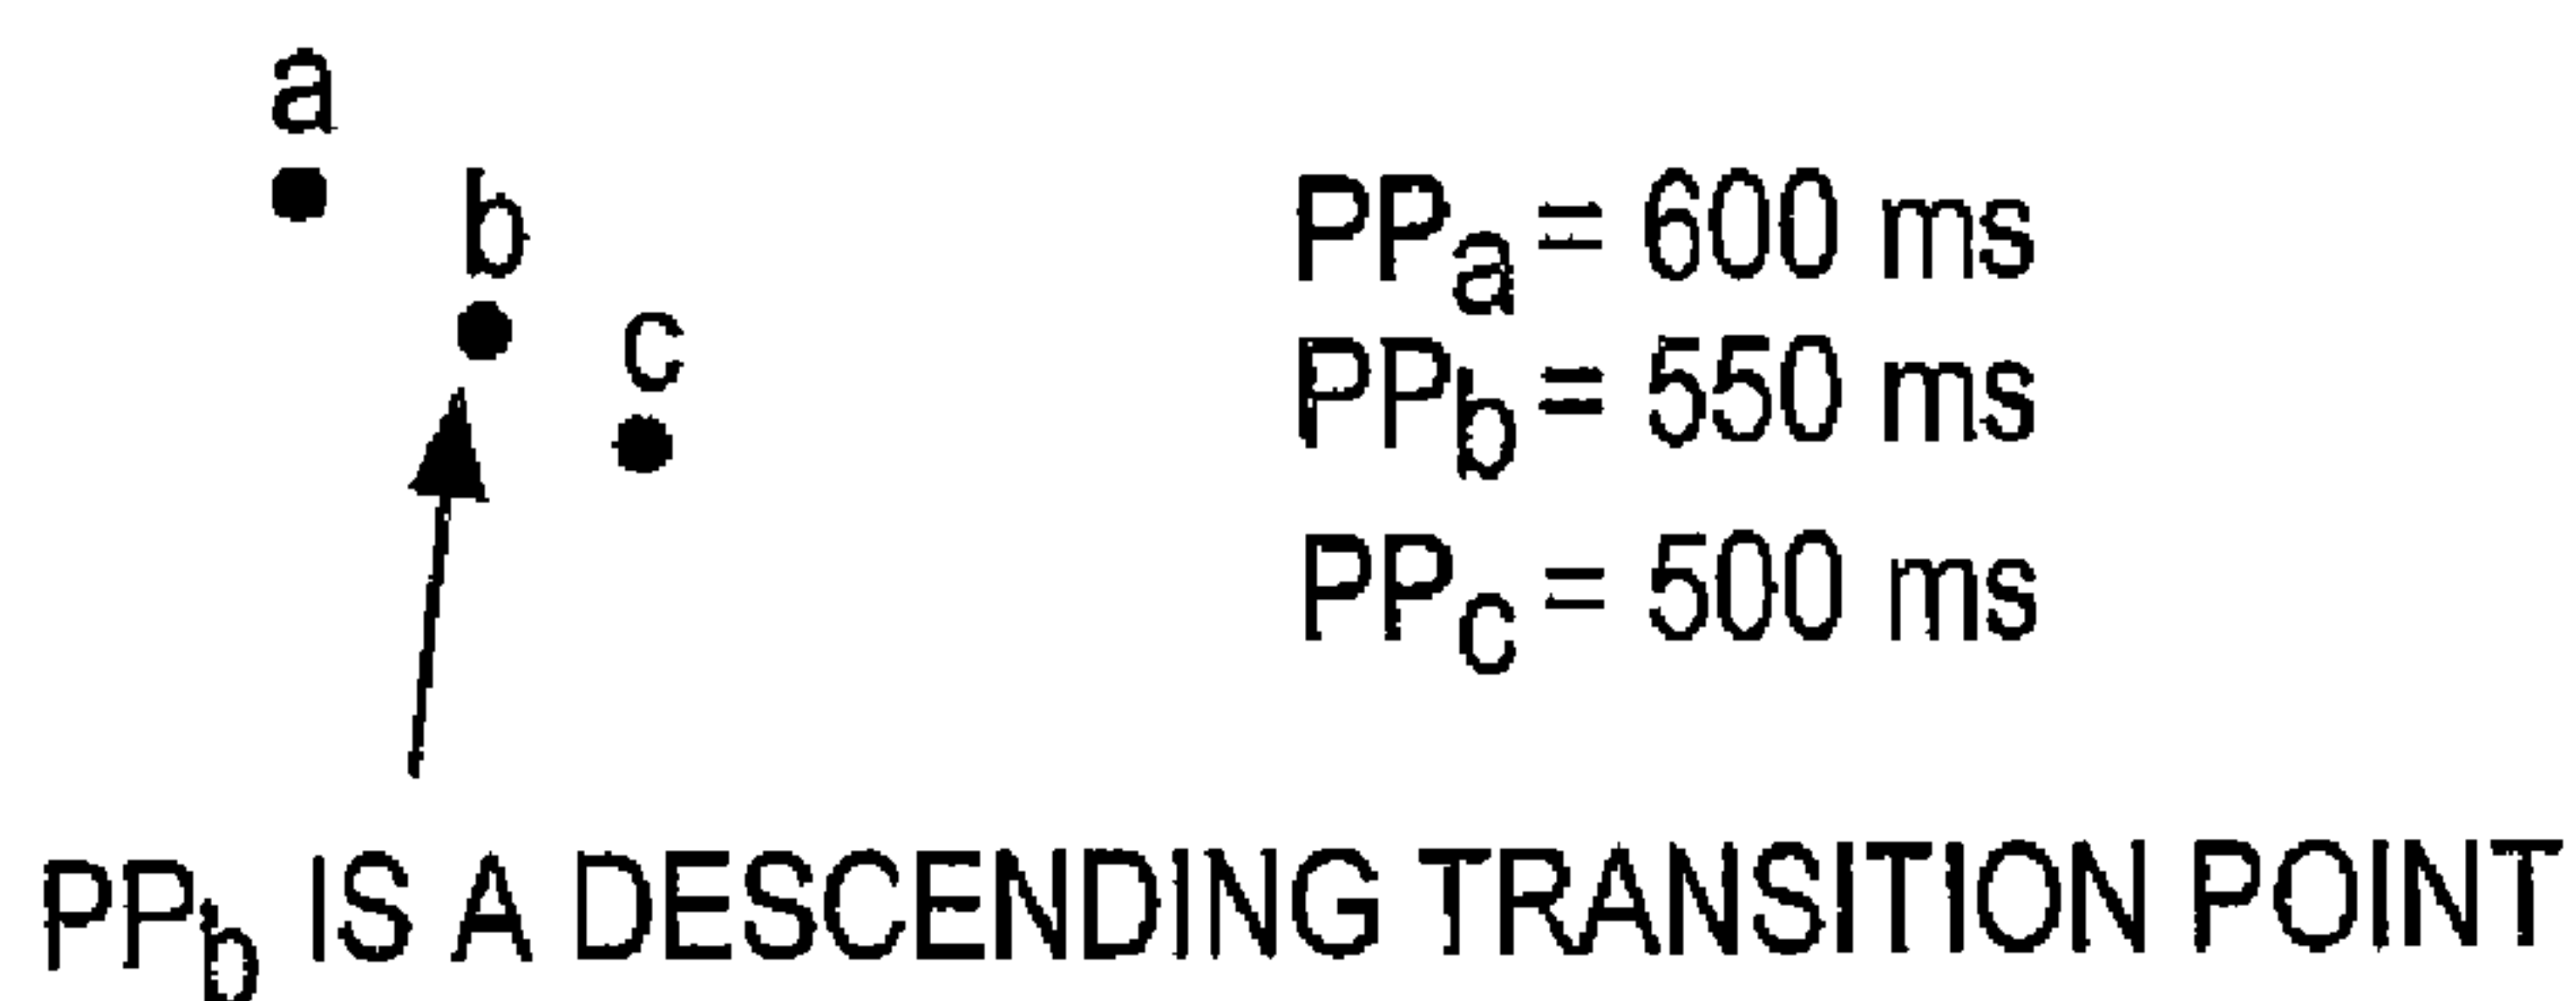 a
b
c
PPa = 600 ms
PPb = 550 ms
PPc = 500 ms
PPb IS A DESCENDING TRANSITION POINT